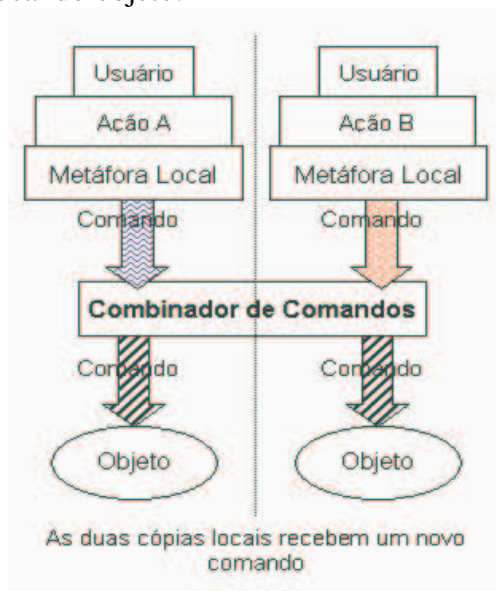 Usuário Usuário
Ação A Ação B
Metáfora Local Metáfora Local
Comando Comando
Combinador de Comandos
Comando Comando
Objeto Objeto
As duas cópias locais recebem um novo
comando